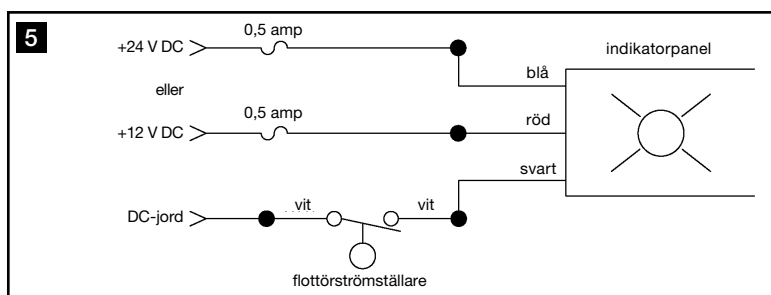 5
+24 V DC
0,5 amp
indikatorpanel
blå
eller
+12 V DC
0,5 amp
röd
svart
DC-jord
vit
vit
flottörströmställare